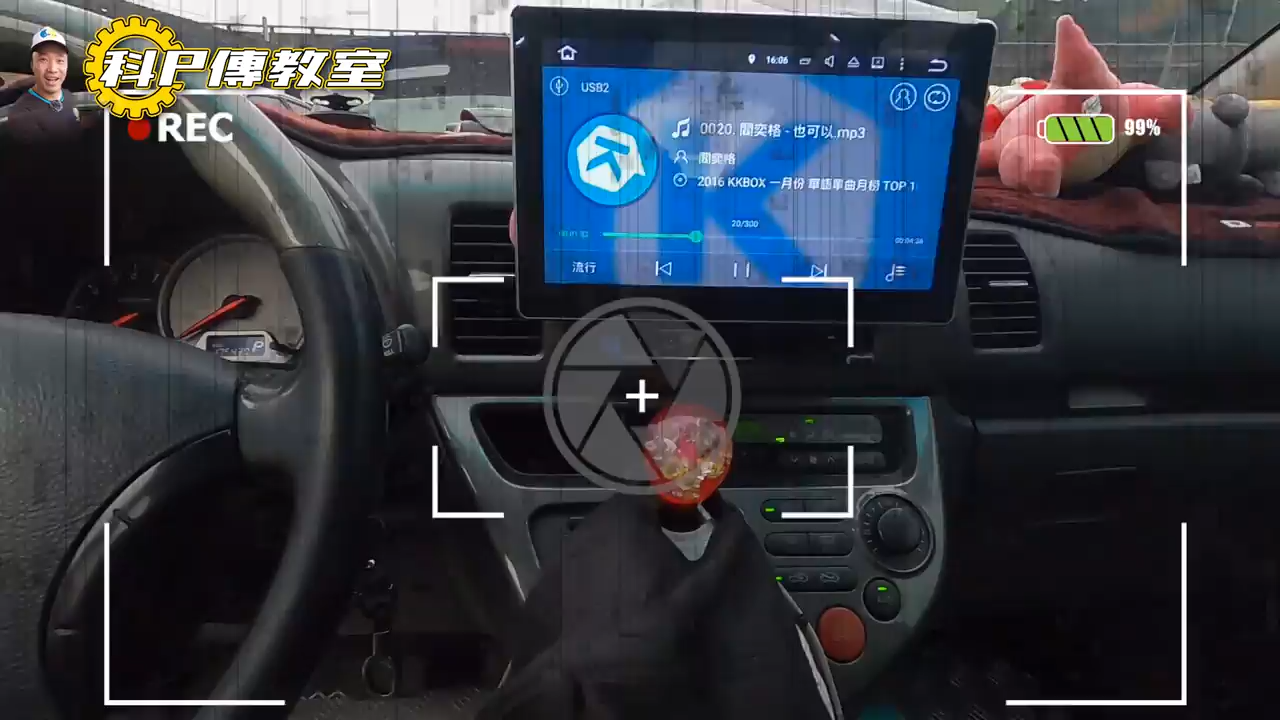 科尸傳教室
REC
99%
16:06
USB2
0020. 閻奕格 - 也可以.mp3
閻奕格
2016 KKBOX 一月份 華語單曲月榜 TOP 1
20/300
00:04:24
流行
P